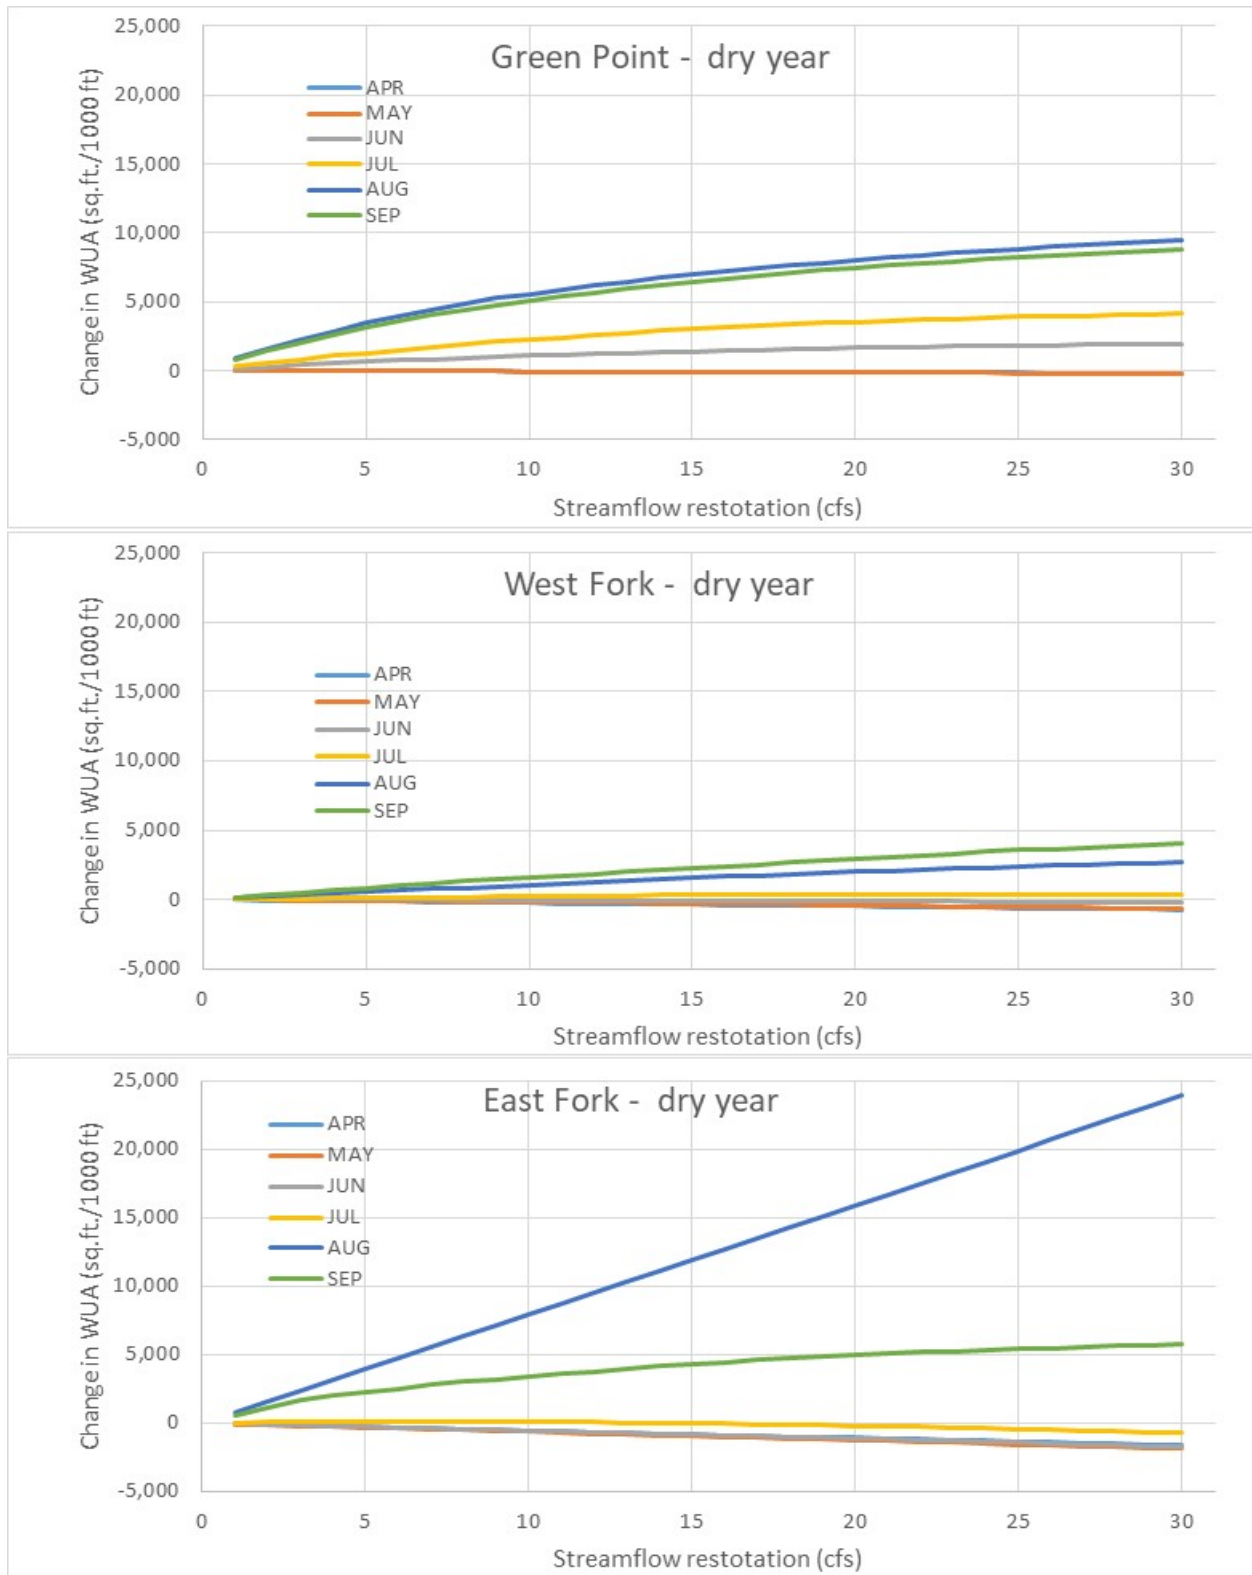 Green Point - dry year
Change in WUA (sq.ft./1000 ft)
25,000
20,000
15,000
10,000
5,000
0
-5,000
APR
MAY
JUN
JUL
AUG
SEP
0 5 10 15 20 25 30
Streamflow restotation (cfs)
West Fork - dry year
Change in WUA (sq.ft./1000 ft)
25,000
20,000
15,000
10,000
5,000
0
-5,000
APR
MAY
JUN
JUL
AUG
SEP
0 5 10 15 20 25 30
Streamflow restotation (cfs)
East Fork - dry year
Change in WUA (sq.ft./1000 ft)
25,000
20,000
15,000
10,000
5,000
0
-5,000
APR
MAY
JUN
JUL
AUG
SEP
0 5 10 15 20 25 30
Streamflow restotation (cfs)